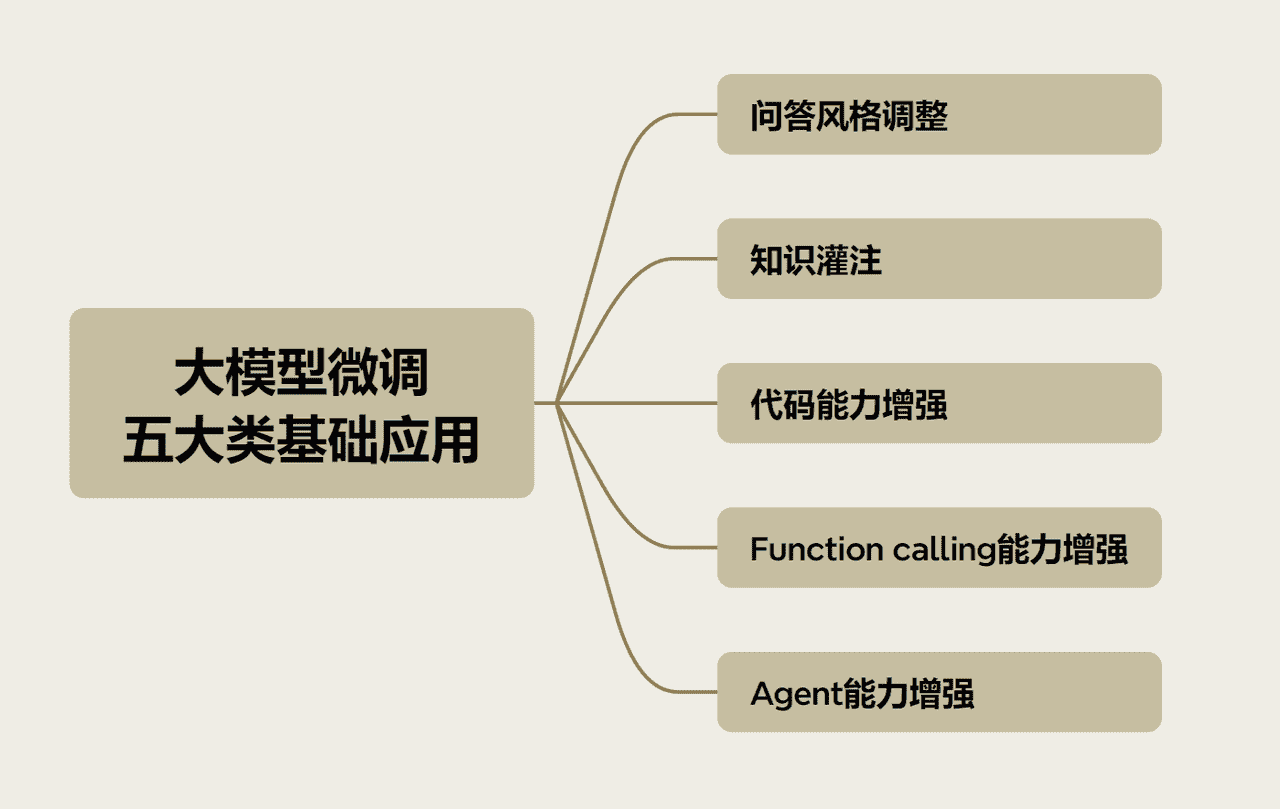 大模型微调
五大类基础应用
问答风格调整
知识灌注
代码能力增强
Function calling能力增强
Agent能力增强